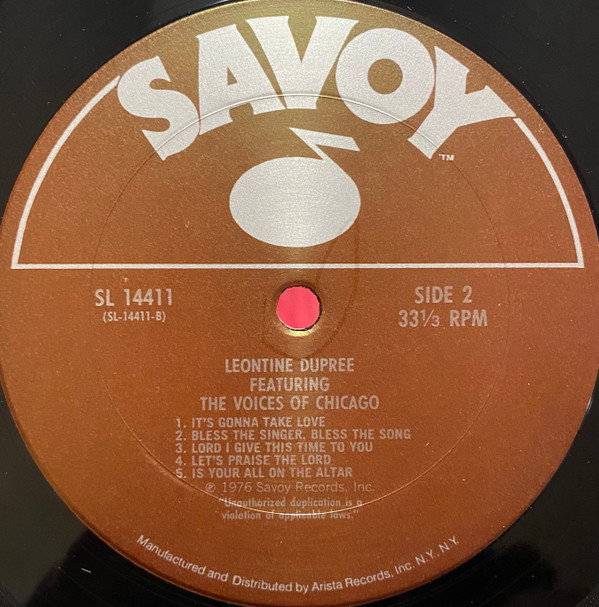 SAVOY
™
SL 14411
(SL-14411-B)
SIDE 2
33⅓ RPM
LEONTINE DUPREE
FEATURING
THE VOICES OF CHICAGO
1. IT'S GONNA TAKE LOVE
2. BLESS THE SINGER, BLESS THE SONG
3. LORD I GIVE THIS TIME TO YOU
4. LET'S PRAISE THE LORD
5. IS YOUR ALL ON THE ALTAR
℗ 1976 Savoy Records, Inc.
"Unauthorized duplication is a
violation of applicable laws."
Manufactured and Distributed by Arista Records, Inc. N.Y., N.Y.